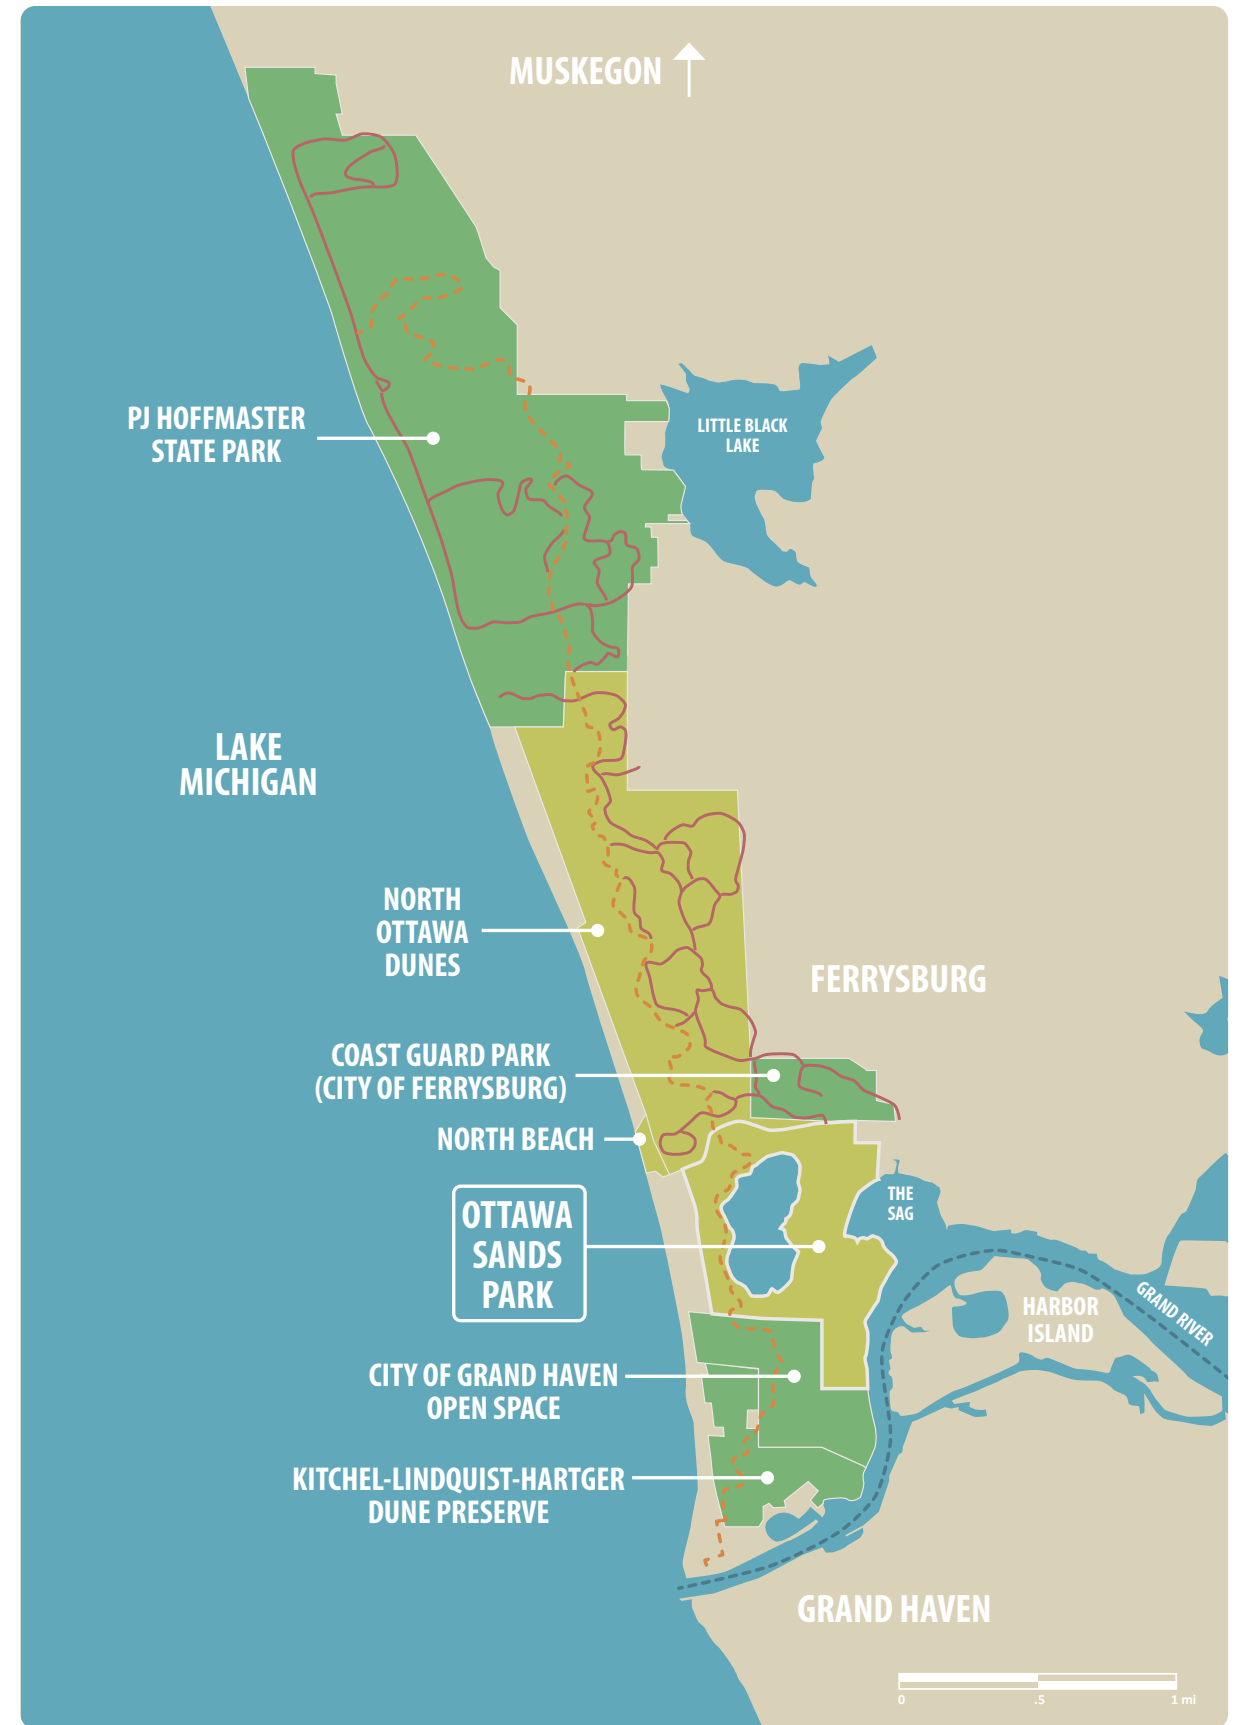 MUSKEGON
PJ HOFFMASTER
STATE PARK
LITTLE BLACK
LAKE
LAKE
MICHIGAN
NORTH
OTTAWA
DUNES
FERRYSBURG
COAST GUARD PARK
(CITY OF FERRYSBURG)
NORTH BEACH
OTTAWA
SANDS
PARK
THE
SAG
HARBOR
ISLAND
GRAND RIVER
CITY OF GRAND HAVEN
OPEN SPACE
KITCHEL-LINDQUIST-HARTGER
DUNE PRESERVE
GRAND HAVEN
0 .5 1 mi